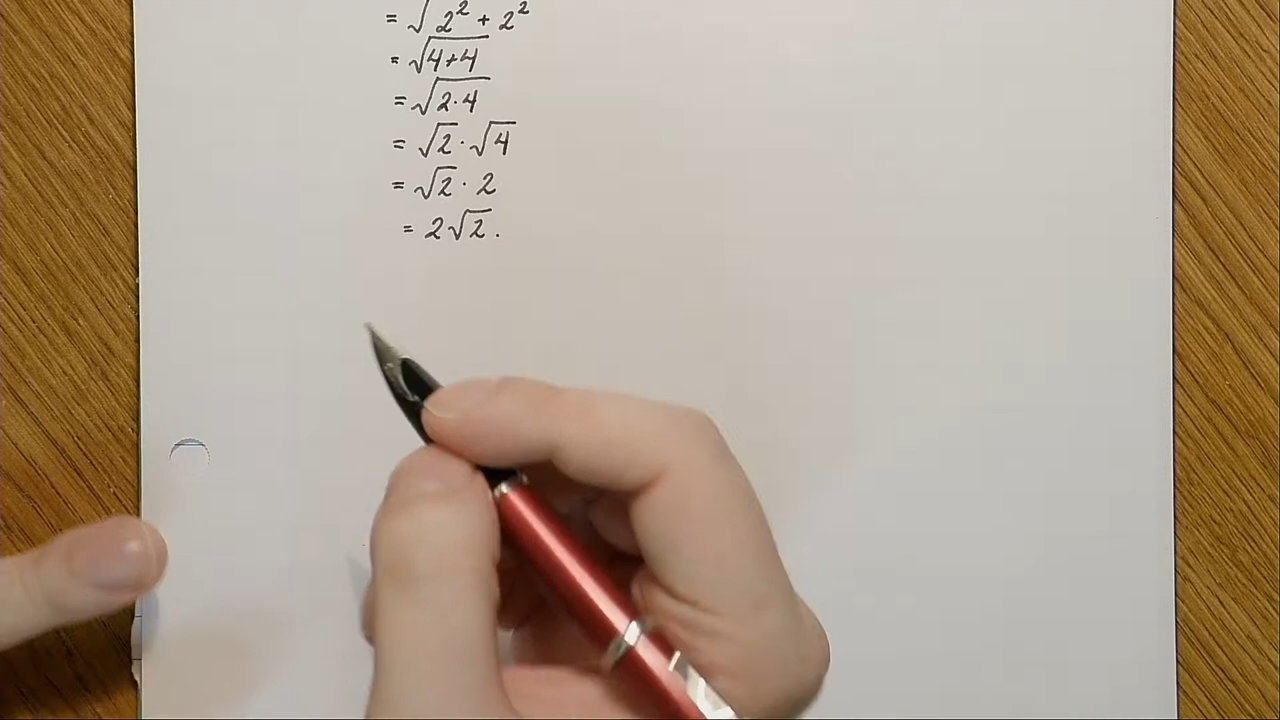 = √2² + 2²
= √4+4
= √2·4
= √2 · √4
= √2 · 2
= 2√2.